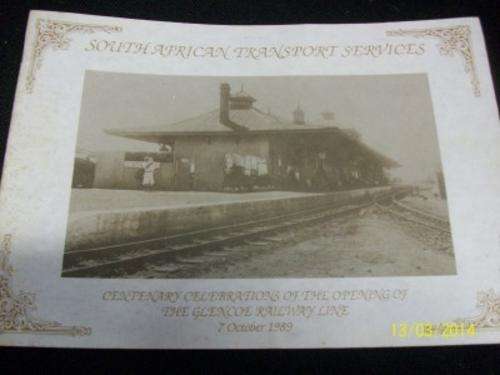 SOUTH AFRICAN TRANSPORT SERVICES
CENTENARY CELEBRATIONS OF THE OPENING OF
THE GLENCOE RAILWAY LINE
7 October 1989
13/03/2014